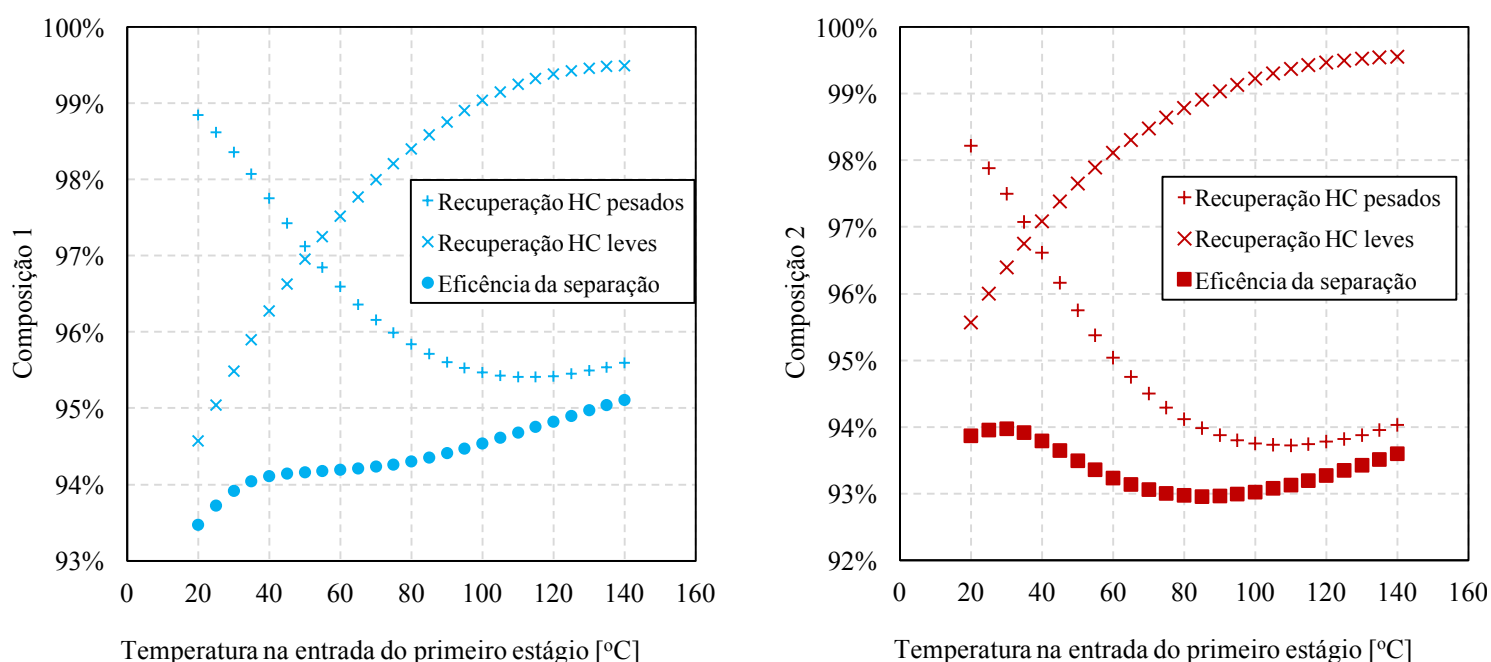 100%
99%
98%
97%
96%
95%
94%
93%
Composição 1
Recuperação HC pesados
Recuperação HC leves
Eficência da separação
0 20 40 60 80 100 120 140 160
Temperatura na entrada do primeiro estágio [ºC]
100%
99%
98%
97%
96%
95%
94%
93%
92%
Composição 2
Recuperação HC pesados
Recuperação HC leves
Eficência da separação
0 20 40 60 80 100 120 140 160
Temperatura na entrada do primeiro estágio [ºC]